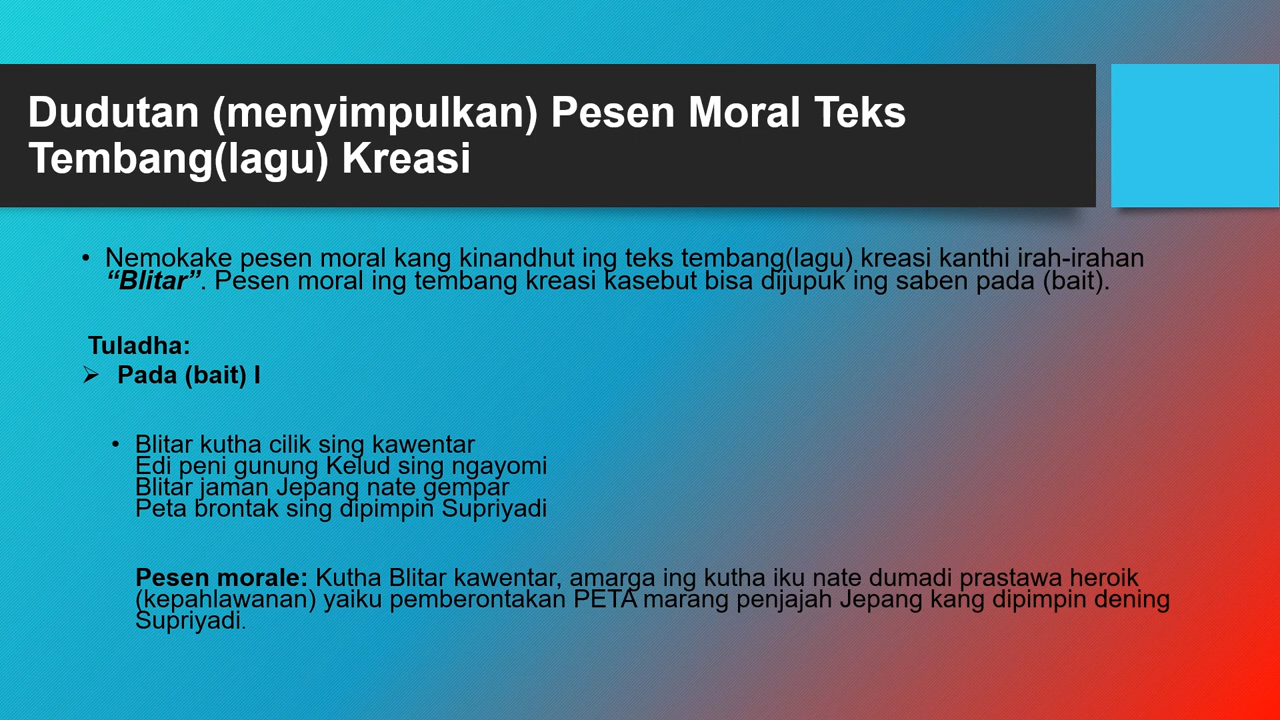 Dudutan (menyimpulkan) Pesen Moral Teks
Tembang(lagu) Kreasi
• Nemokake pesen moral kang kinandhut ing teks tembang(lagu) kreasi kanthi irah-irahan
“Blitar”. Pesen moral ing tembang kreasi kasebut bisa dijupuk ing saben pada (bait).
Tuladha:
➢ Pada (bait) I
• Blitar kutha cilik sing kawentar
Edi peni gunung Kelud sing ngayomi
Blitar jaman Jepang nate gempar
Peta brontak sing dipimpin Supriyadi
Pesen morale: Kutha Blitar kawentar, amarga ing kutha iku nate dumadi prastawa heroik
(kepahlawanan) yaiku pemberontakan PETA marang penjajah Jepang kang dipimpin dening
Supriyadi.